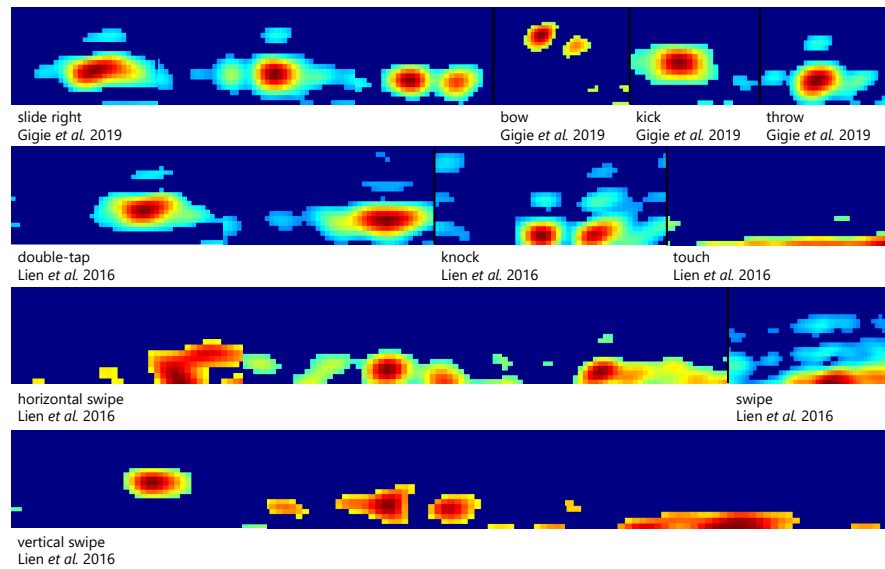 slide right
Gigie et al. 2019
bow
Gigie et al. 2019
kick
Gigie et al. 2019
throw
Gigie et al. 2019
double-tap
Lien et al. 2016
knock
Lien et al. 2016
touch
Lien et al. 2016
horizontal swipe
Lien et al. 2016
swipe
Lien et al. 2016
vertical swipe
Lien et al. 2016